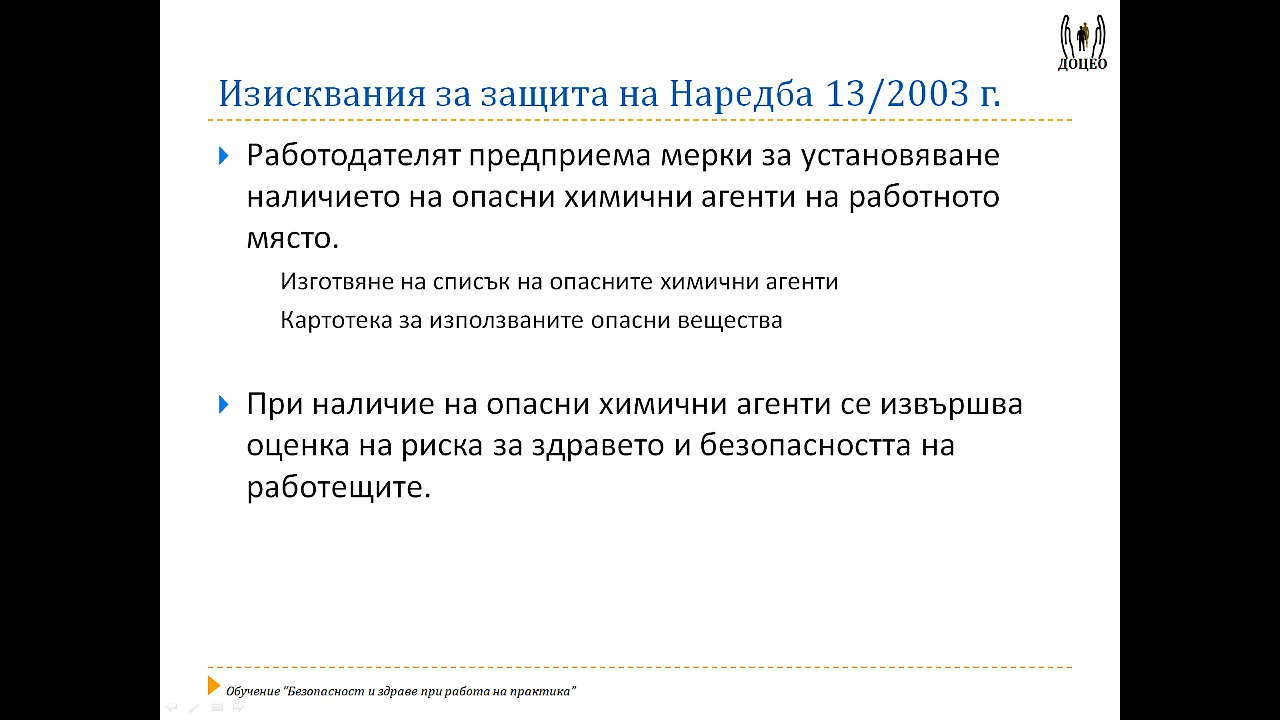 ДОЦЕО
Изисквания за защита на Наредба 13/2003 г.
Работодателят предприема мерки за установяване
наличието на опасни химични агенти на работното
място.
Изготвяне на списък на опасните химични агенти
Картотека за използваните опасни вещества
При наличие на опасни химични агенти се извършва
оценка на риска за здравето и безопасността на
работещите.
Обучение “Безопасност и здраве при работа на практика”